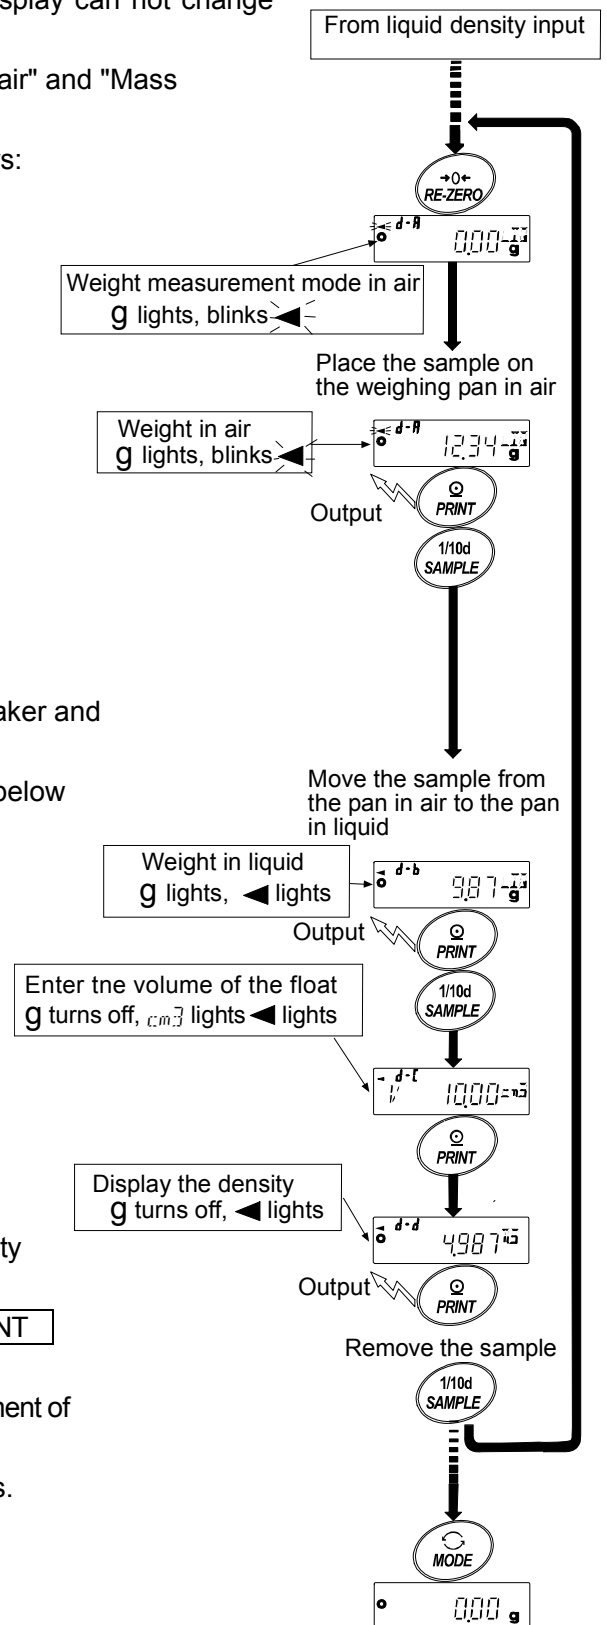 splay can not change
From liquid density input
air" and "Mass
s:
→0←
RE-ZERO
d-A
0.00 g
Weight measurement mode in air
g lights, blinks
Place the sample on
the weighing pan in air
Weight in air
g lights, blinks
d-A
12.34 g
Output
PRINT
1/10d
SAMPLE
aker and
below
Move the sample from
the pan in air to the pan
in liquid
Weight in liquid
g lights, ◀ lights
d-b
9.87 g
Output
PRINT
1/10d
SAMPLE
Enter tne volume of the float
g turns off, cm3 lights ◀ lights
d-C
V 10.00
PRINT
Display the density
g turns off, ◀ lights
d-d
4.987
ty
Output
PRINT
NT
Remove the sample
1/10d
SAMPLE
nent of
s.
MODE
0.00 g